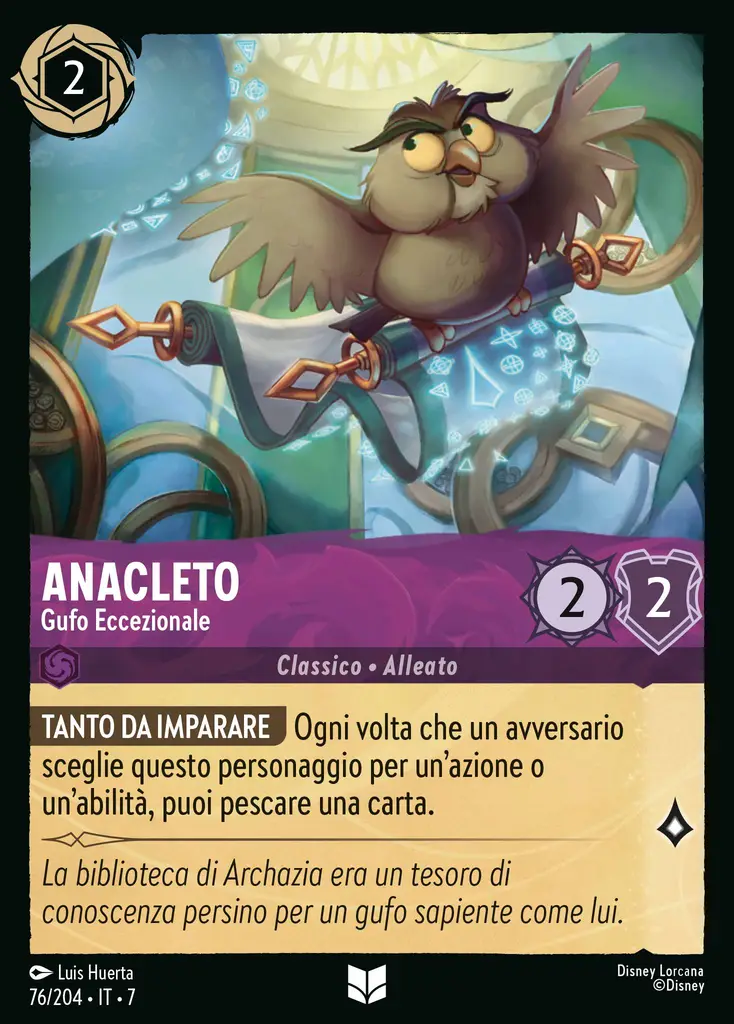 2
ANACLETO
Gufo Eccezionale
2
2
Classico • Alleato
TANTO DA IMPARARE Ogni volta che un avversario
sceglie questo personaggio per un'azione o
un'abilità, puoi pescare una carta.
La biblioteca di Archazia era un tesoro di
conoscenza persino per un gufo sapiente come lui.
Luis Huerta
76/204 • IT • 7
Disney Lorcana
©Disney